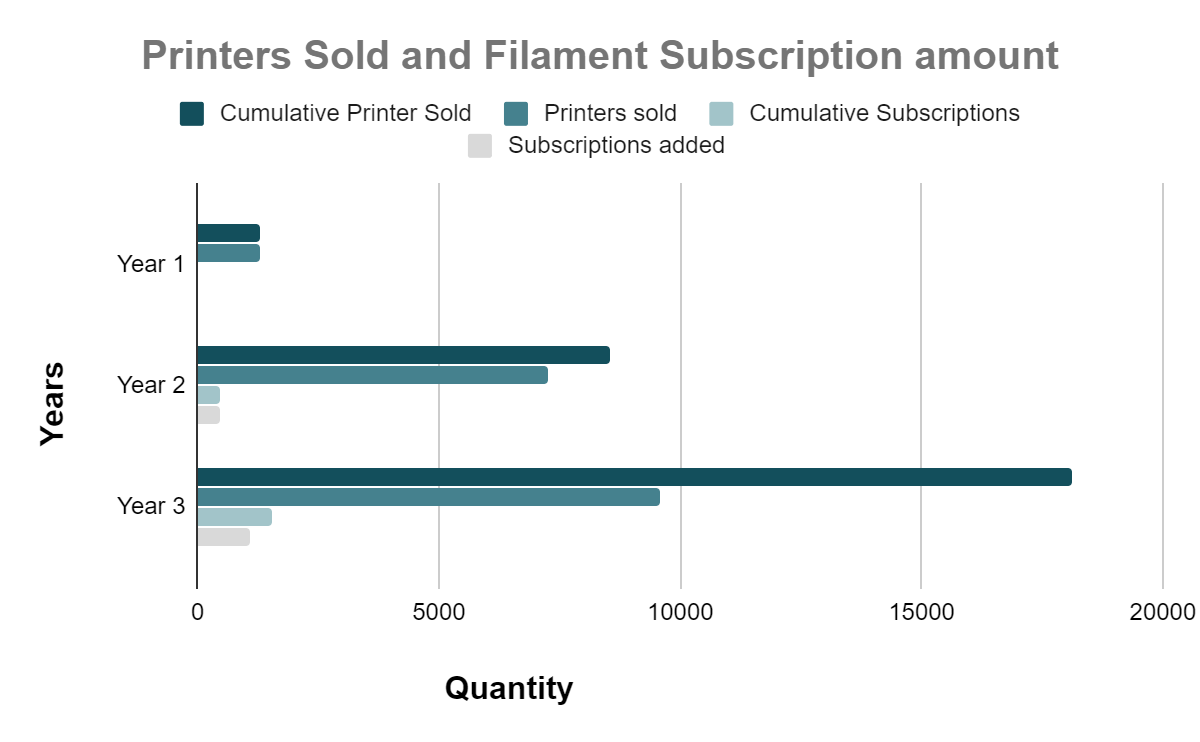 Printers Sold and Filament Subscription amount
Cumulative Printer Sold Printers sold Cumulative Subscriptions
Subscriptions added
Year 1
Year 2
Year 3
Years
0 5000 10000 15000 20000
Quantity